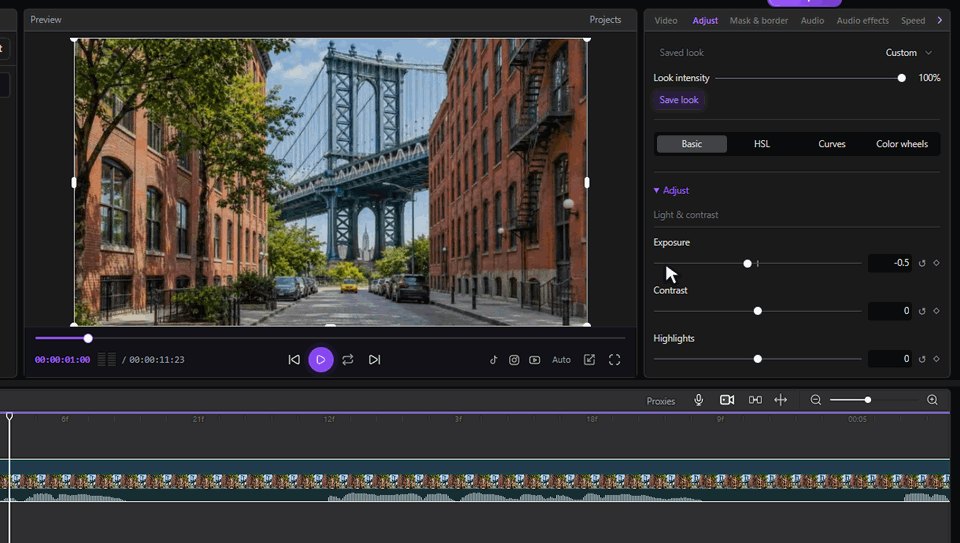 Preview
Projects
Video Adjust Mask & border Audio Audio effects Speed
Saved look Custom
Look intensity 100%
Save look
Basic HSL Curves Color wheels
Adjust
Light & contrast
Exposure
-0.5
Contrast
0
Highlights
0
00:00:01:00 / 00:00:11:23
Auto
Proxies
6f 21f 12f 3f 18f 9f 00:05